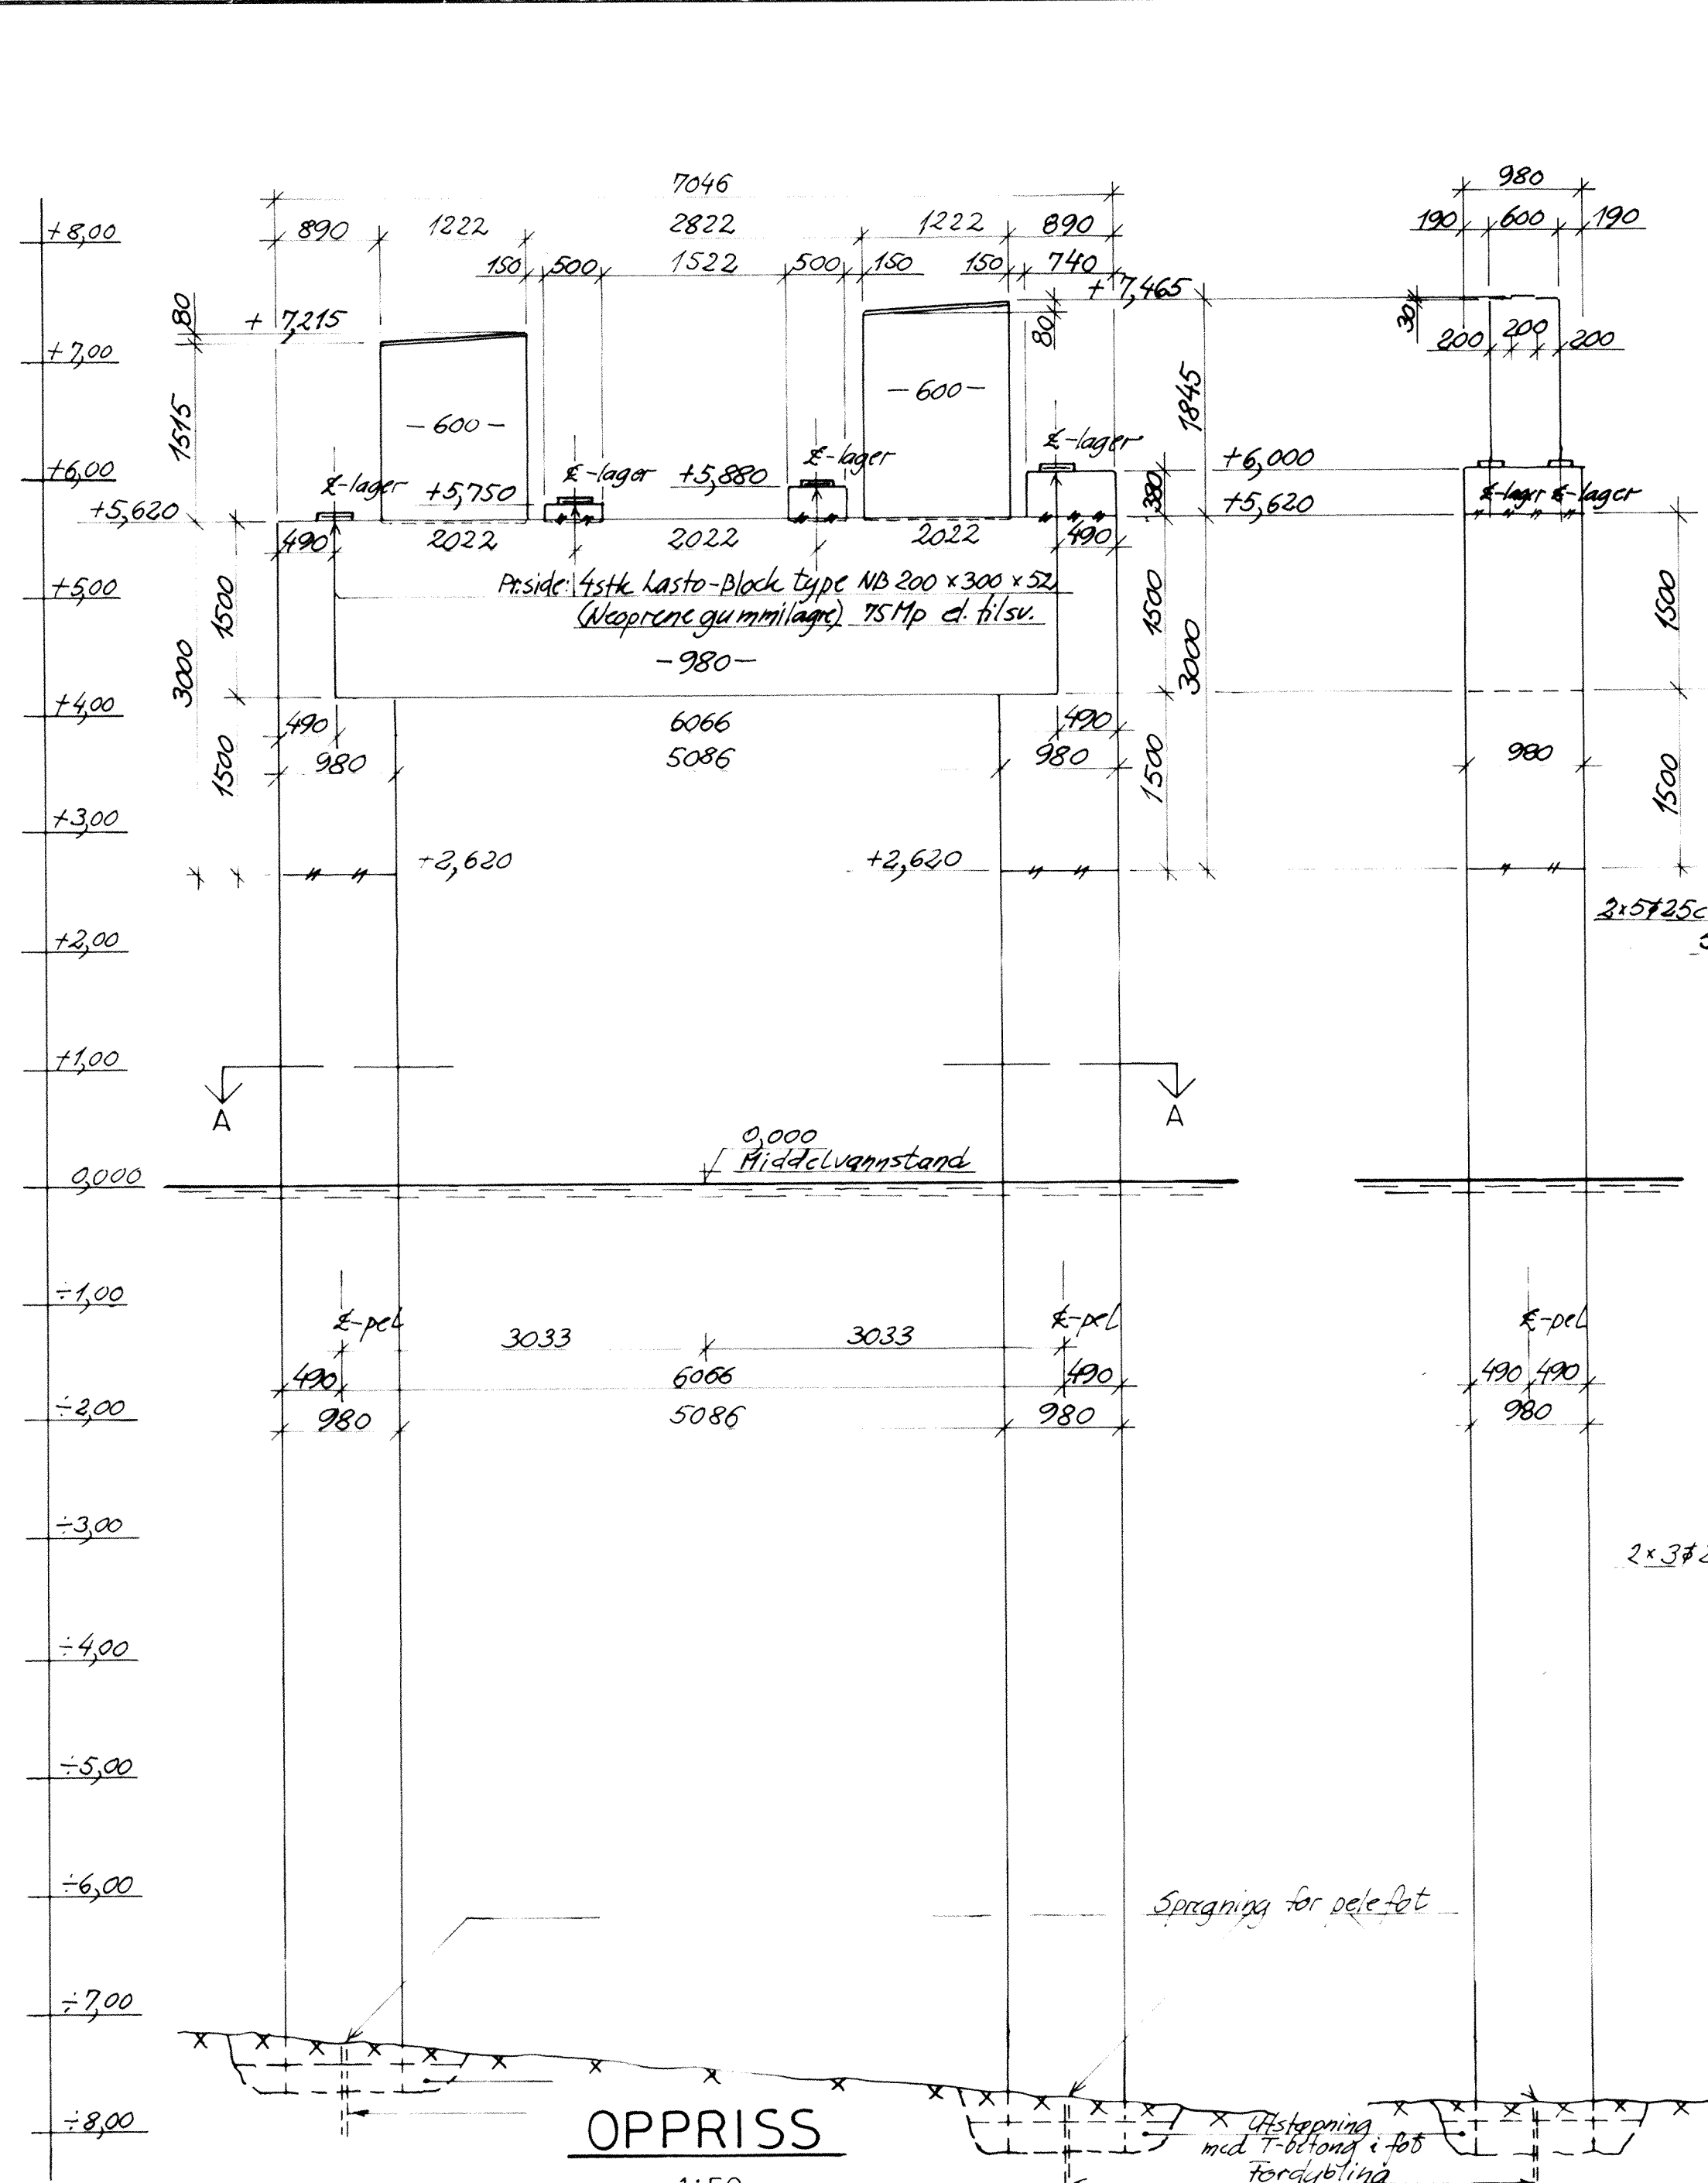 7046
980
890 1222 2822 1222 890
190 600 190
+8,00
150 500 1522 500 150 150 740
+7,465
80
+7,215
80
30
200 200 200
+7,00
1515
-600-
-600-
1845
₵-lager
₵-lager
₵-lager
₵-lager
+6,00
+5,750
+5,880
380
+6,000
₵-lager ₵-lager
+5,620
+5,620
490 2022 2022 2022 490
Pr.side: 4stk Lasto-Block type NB 200 x 300 x 52
(Neoprene gummilagre) 75Mp el. tilsv.
+5,00
1500
1500
1500
-980-
3000
3000
+4,00
490 6066 490
980 5086 980
980
1500
1500
1500
+3,00
+2,620
+2,620
2x5ϕ25c
+2,00
+1,00
A
A
0,000
Middelvannstand
0,000
÷1,00
₵-pel
₵-pel
₵-pel
3033 3033
490 6066 490
490 490
÷2,00
980 5086 980
980
÷3,00
2x3ϕ2
÷4,00
÷5,00
÷6,00
Sprengning for pelefot
÷7,00
÷8,00
OPPRISS
1:50
Utstøpning
med T-betong i fot
Fordybling